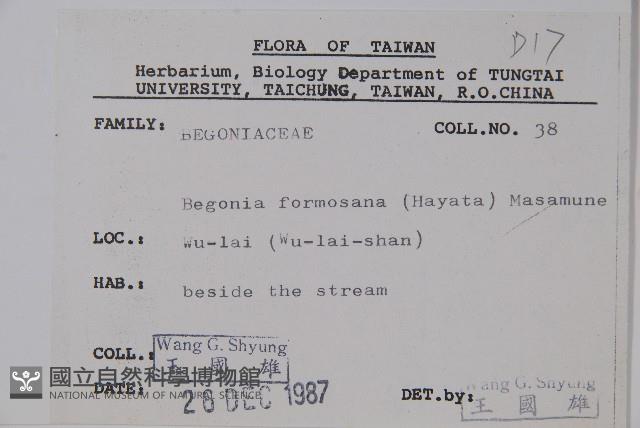 D17
FLORA OF TAIWAN
Herbarium, Biology Department of TUNGTAI
UNIVERSITY, TAICHUNG, TAIWAN, R.O.CHINA
FAMILY: BEGONIACEAE COLL.NO. 38
Begonia formosana (Hayata) Masamune
LOC.: Wu-lai (Wu-lai-shan)
HAB.: beside the stream
COLL.: Wang G. Shyung
王國雄
國立自然科學博物館
NATIONAL MUSEUM OF NATURAL SCIENCE
DATE: 26 DEC 1987
DET.by: Wang G. Shyung
王國雄